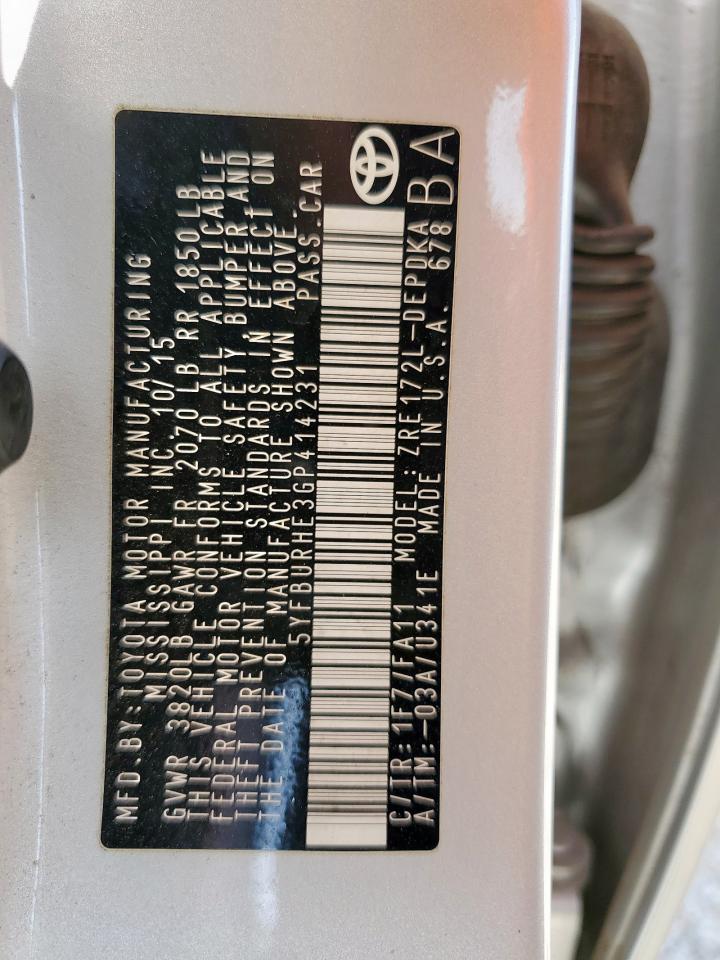 MFD.BY:TOYOTA MOTOR MANUFACTURING
MISSISSIPPI INC. 10/15
GVWR 3820LB GAWR FR 2070 LB RR 1850LB
THIS VEHICLE CONFORMS TO ALL APPLICABLE
FEDERAL MOTOR VEHICLE SAFETY BUMPER AND
THEFT PREVENTION STANDARDS IN EFFECT ON
THE DATE OF MANUFACTURE SHOWN ABOVE.
5YFBURHE3GP414231 PASS.CAR
C/TR:1F7/FA11 MODEL:ZRE172L-DEPDKA
A/TM:-03A/U341E MADE IN U.S.A. 678 BA